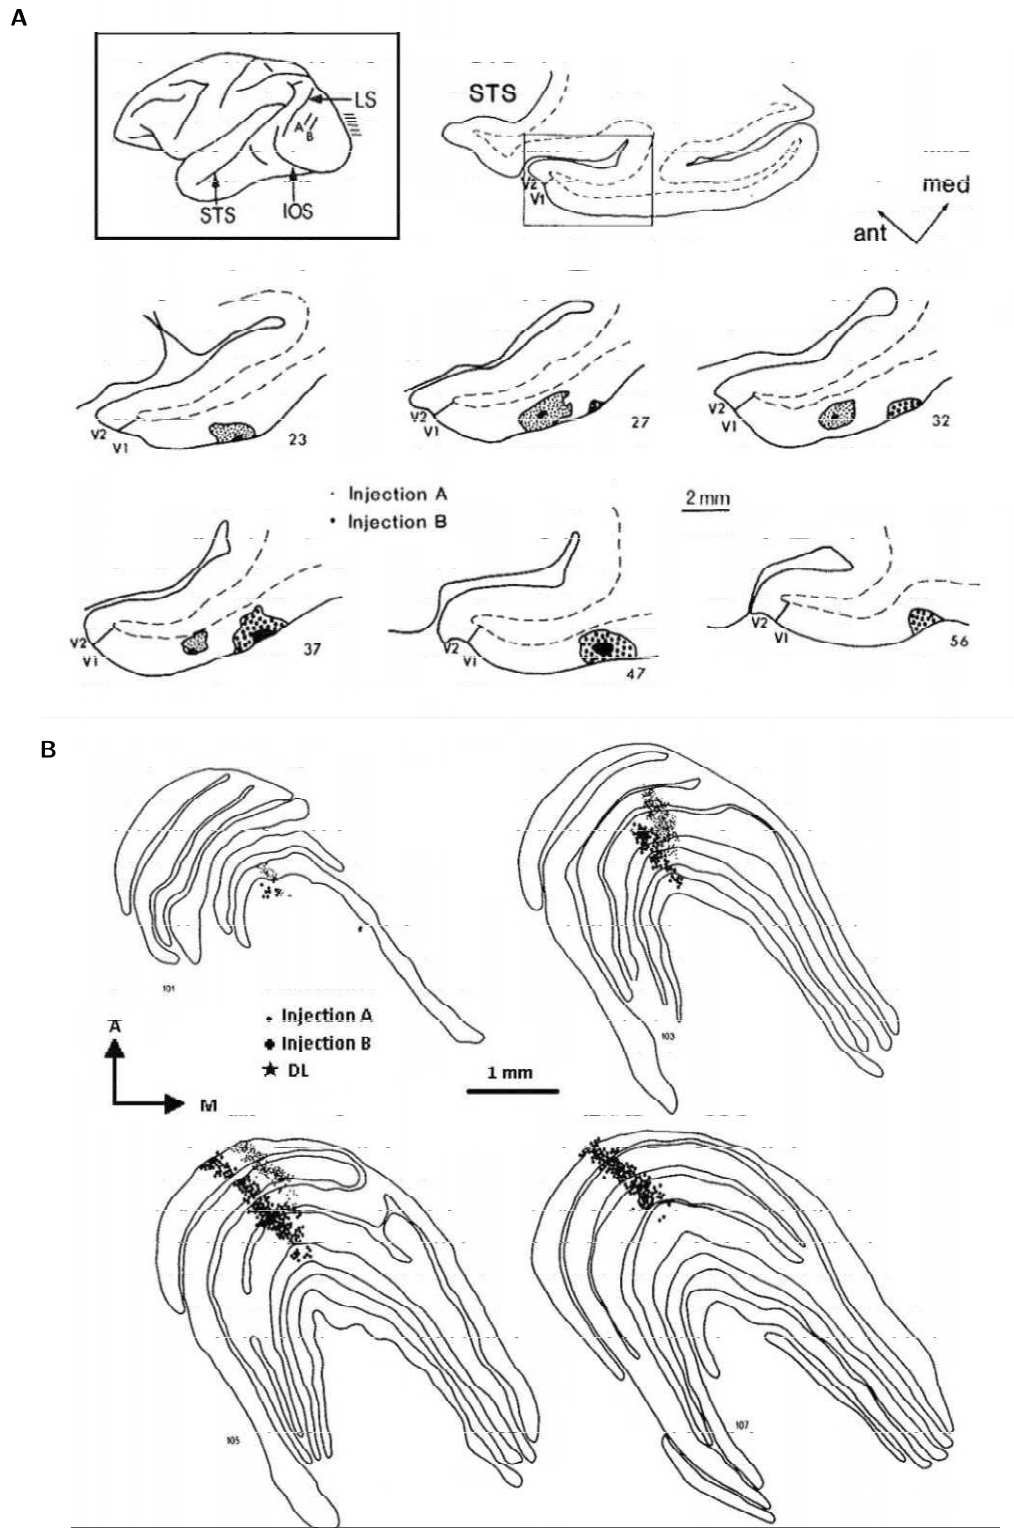 A
LS
A
B
STS
IOS
STS
V2
V1
med
ant
V2
V1
23
V2
V1
27
V2
V1
32
Injection A
Injection B
2 mm
V2
V1
37
V2
V1
47
V2
V1
56
B
101
103
A
M
Injection A
Injection B
DL
1 mm
105
107